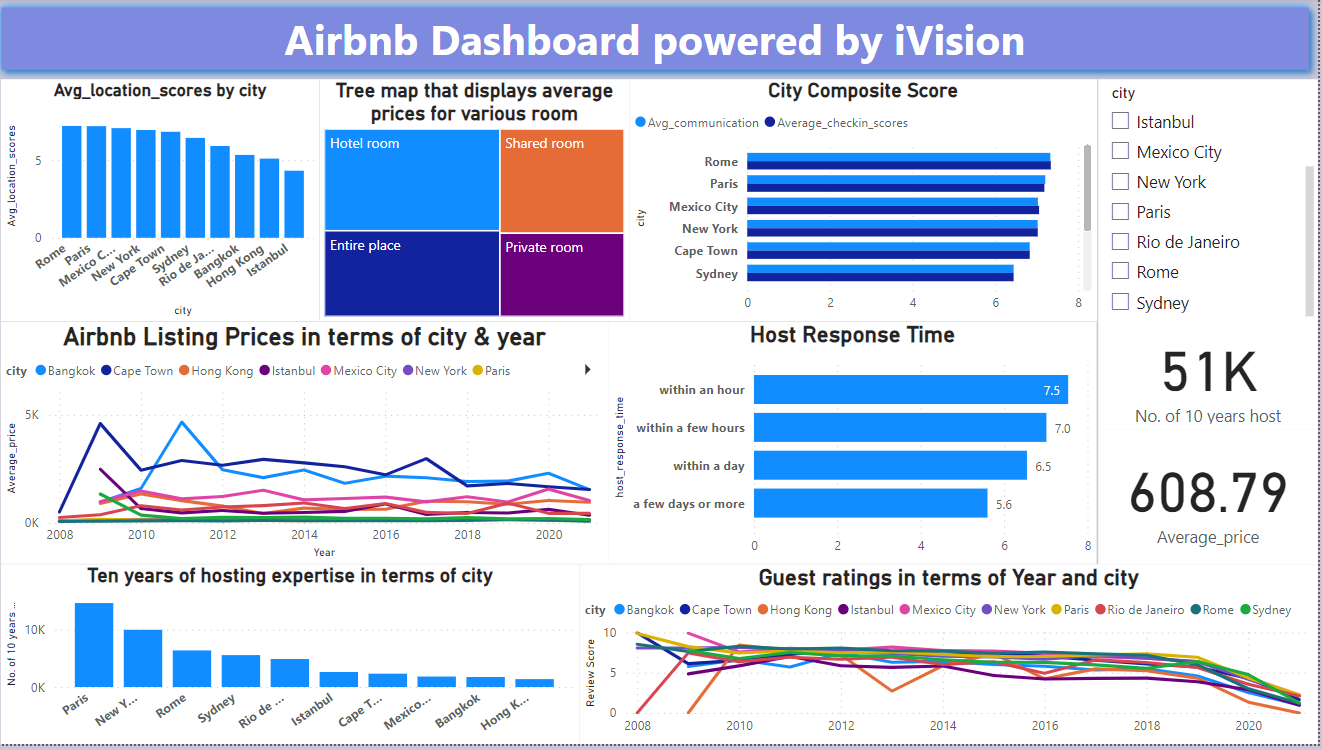 Airbnb Dashboard powered by iVision
Avg_location_scores by city
Avg_location_scores
5
0
Rome
Paris
Mexico C...
New York
Cape Town
Sydney
Rio de Ja...
Bangkok
Hong Kong
Istanbul
city
Tree map that displays average
prices for various room
Hotel room
Shared room
Entire place
Private room
City Composite Score
Avg_communication Average_checkin_scores
city
Rome
Paris
Mexico City
New York
Cape Town
Sydney
0 2 4 6 8
city
Istanbul
Mexico City
New York
Paris
Rio de Janeiro
Rome
Sydney
Airbnb Listing Prices in terms of city & year
city Bangkok Cape Town Hong Kong Istanbul Mexico City New York Paris
Average_price
5K
0K
2008 2010 2012 2014 2016 2018 2020
Year
Host Response Time
host_response_time
within an hour 7.5
within a few hours 7.0
within a day 6.5
a few days or more 5.6
0 2 4 6 8
51K
No. of 10 years host
608.79
Average_price
Ten years of hosting expertise in terms of city
No. of 10 years ...
10K
0K
Paris
New Y...
Rome
Sydney
Rio de ...
Istanbul
Cape T...
Mexico...
Bangkok
Hong K...
Guest ratings in terms of Year and city
city Bangkok Cape Town Hong Kong Istanbul Mexico City New York Paris Rio de Janeiro Rome Sydney
Review Score
10
5
0
2008 2010 2012 2014 2016 2018 2020